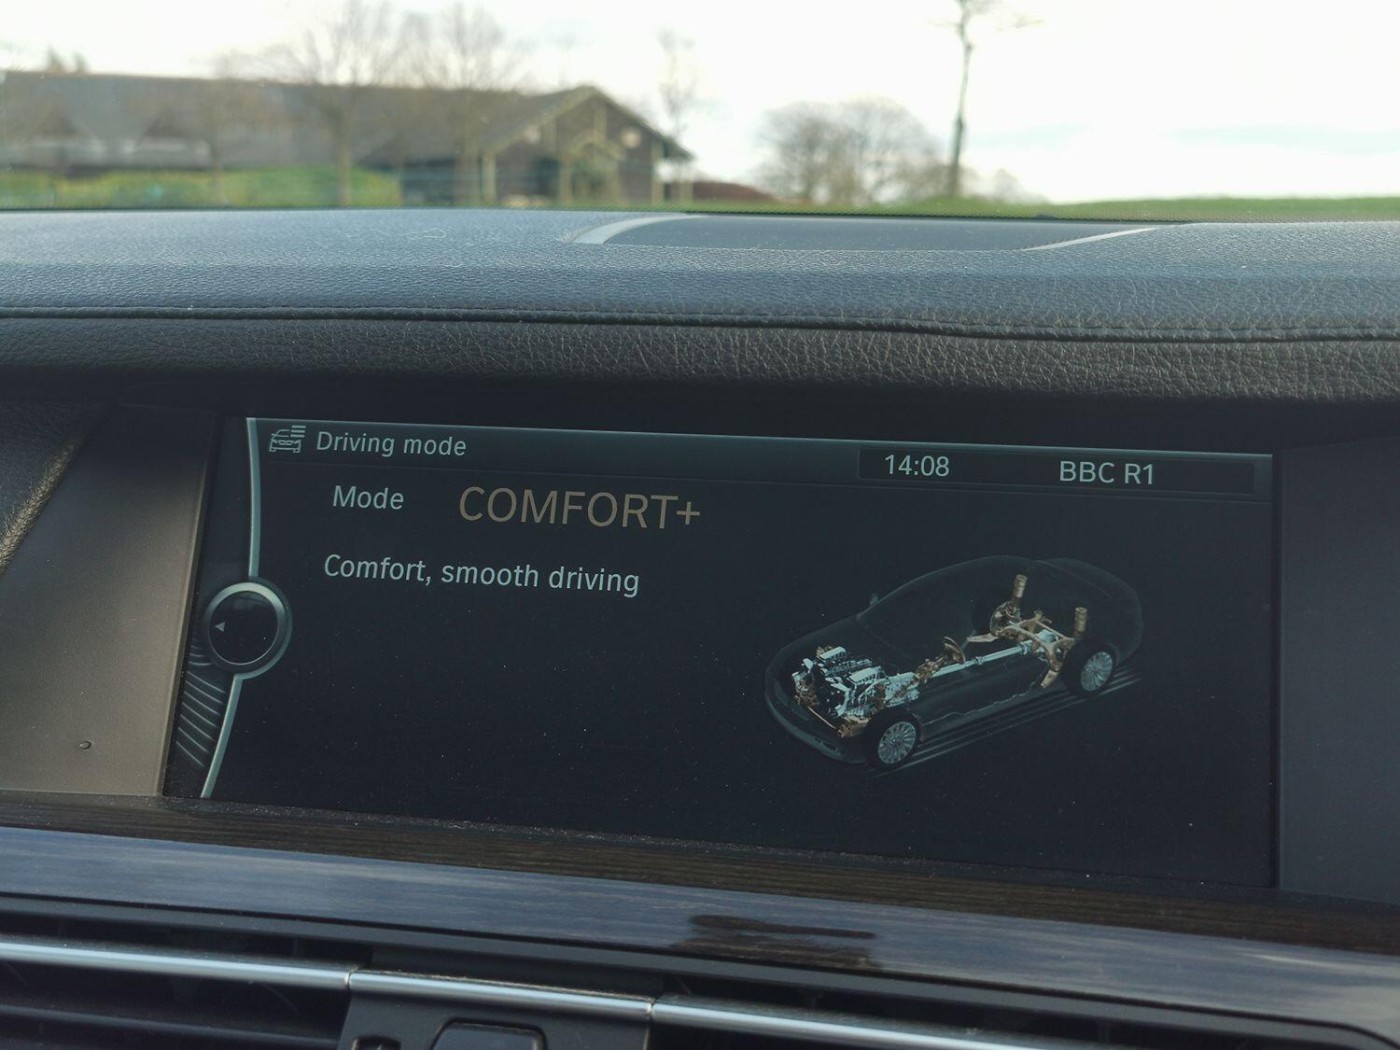 Driving mode
14:08
BBC R1
Mode COMFORT+
Comfort, smooth driving